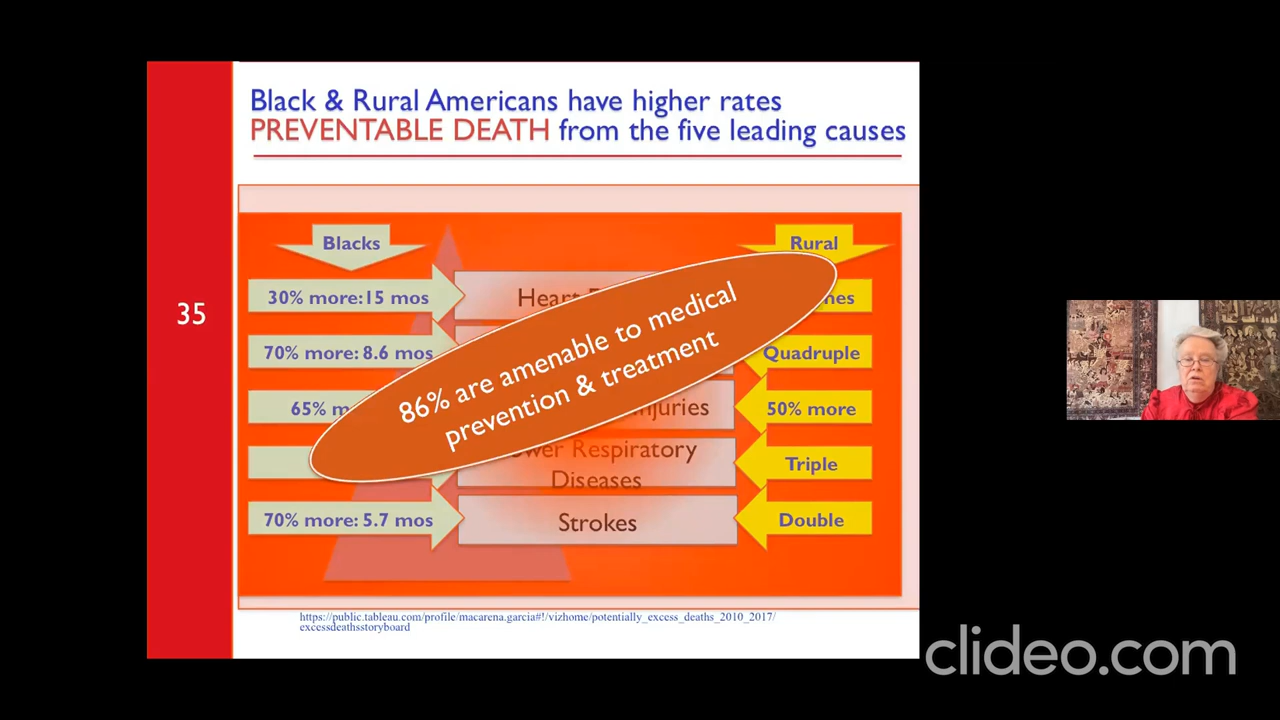 Black & Rural Americans have higher rates
PREVENTABLE DEATH from the five leading causes
35
Blacks
Rural
30% more:15 mos
Heart
70% more: 8.6 mos
Quadruple
65%
50% more
86% are amenable to medical
prevention & treatment
Respiratory
Diseases
Triple
70% more: 5.7 mos
Strokes
Double
https://public.tableau.com/profile/macarena.garcia#!/vizhome/potentially_excess_deaths_2010_2017/
excessdeathsstoryboard
clideo.com